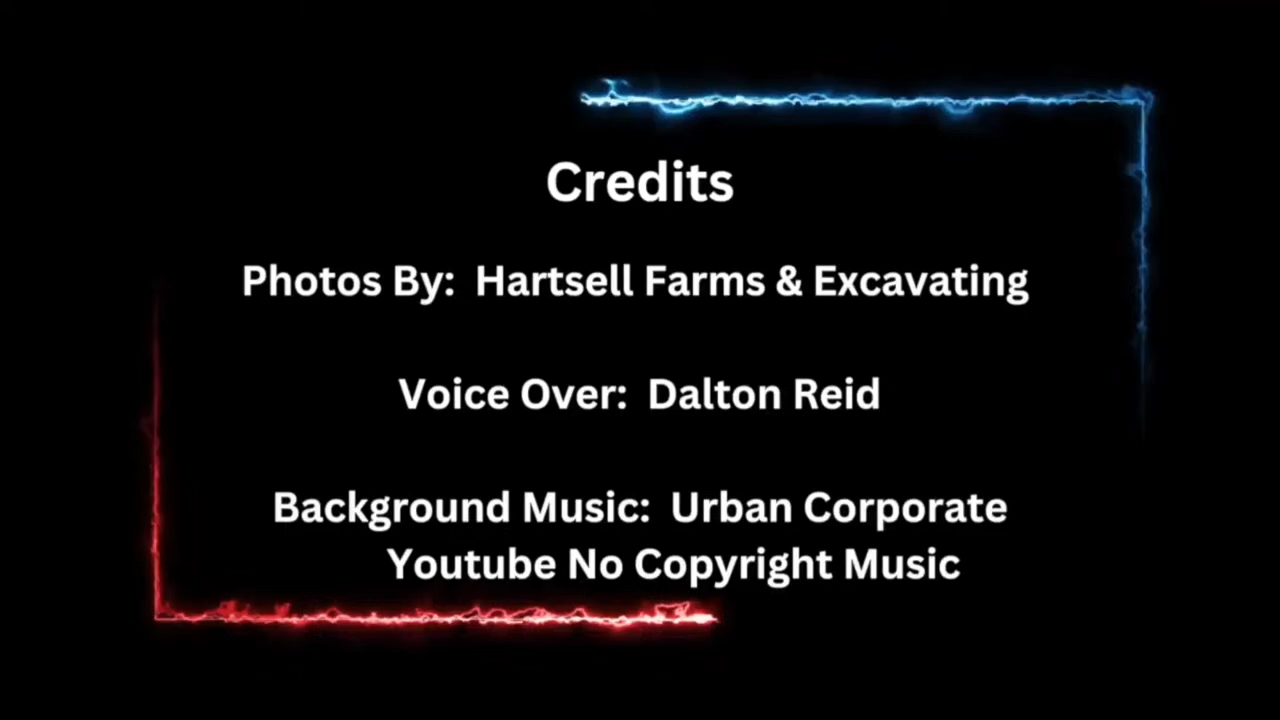 Credits
Photos By: Hartsell Farms & Excavating
Voice Over: Dalton Reid
Background Music: Urban Corporate
Youtube No Copyright Music